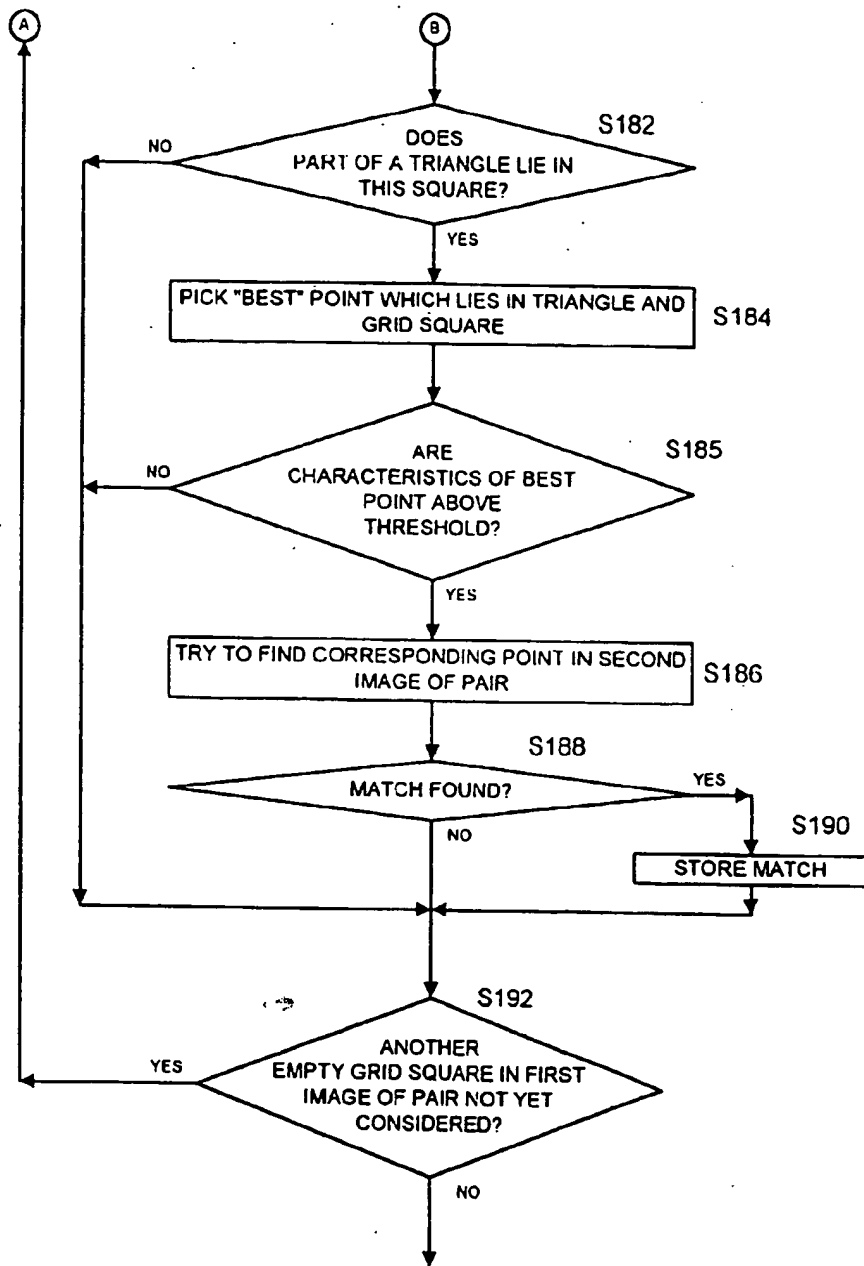 A
B
S182
DOES
PART OF A TRIANGLE LIE IN
THIS SQUARE?
NO
YES
PICK "BEST" POINT WHICH LIES IN TRIANGLE AND
GRID SQUARE
S184
S185
ARE
CHARACTERISTICS OF BEST
POINT ABOVE
THRESHOLD?
NO
YES
TRY TO FIND CORRESPONDING POINT IN SECOND
IMAGE OF PAIR
S186
S188
MATCH FOUND?
YES
NO
S190
STORE MATCH
S192
ANOTHER
EMPTY GRID SQUARE IN FIRST
IMAGE OF PAIR NOT YET
CONSIDERED?
YES
NO